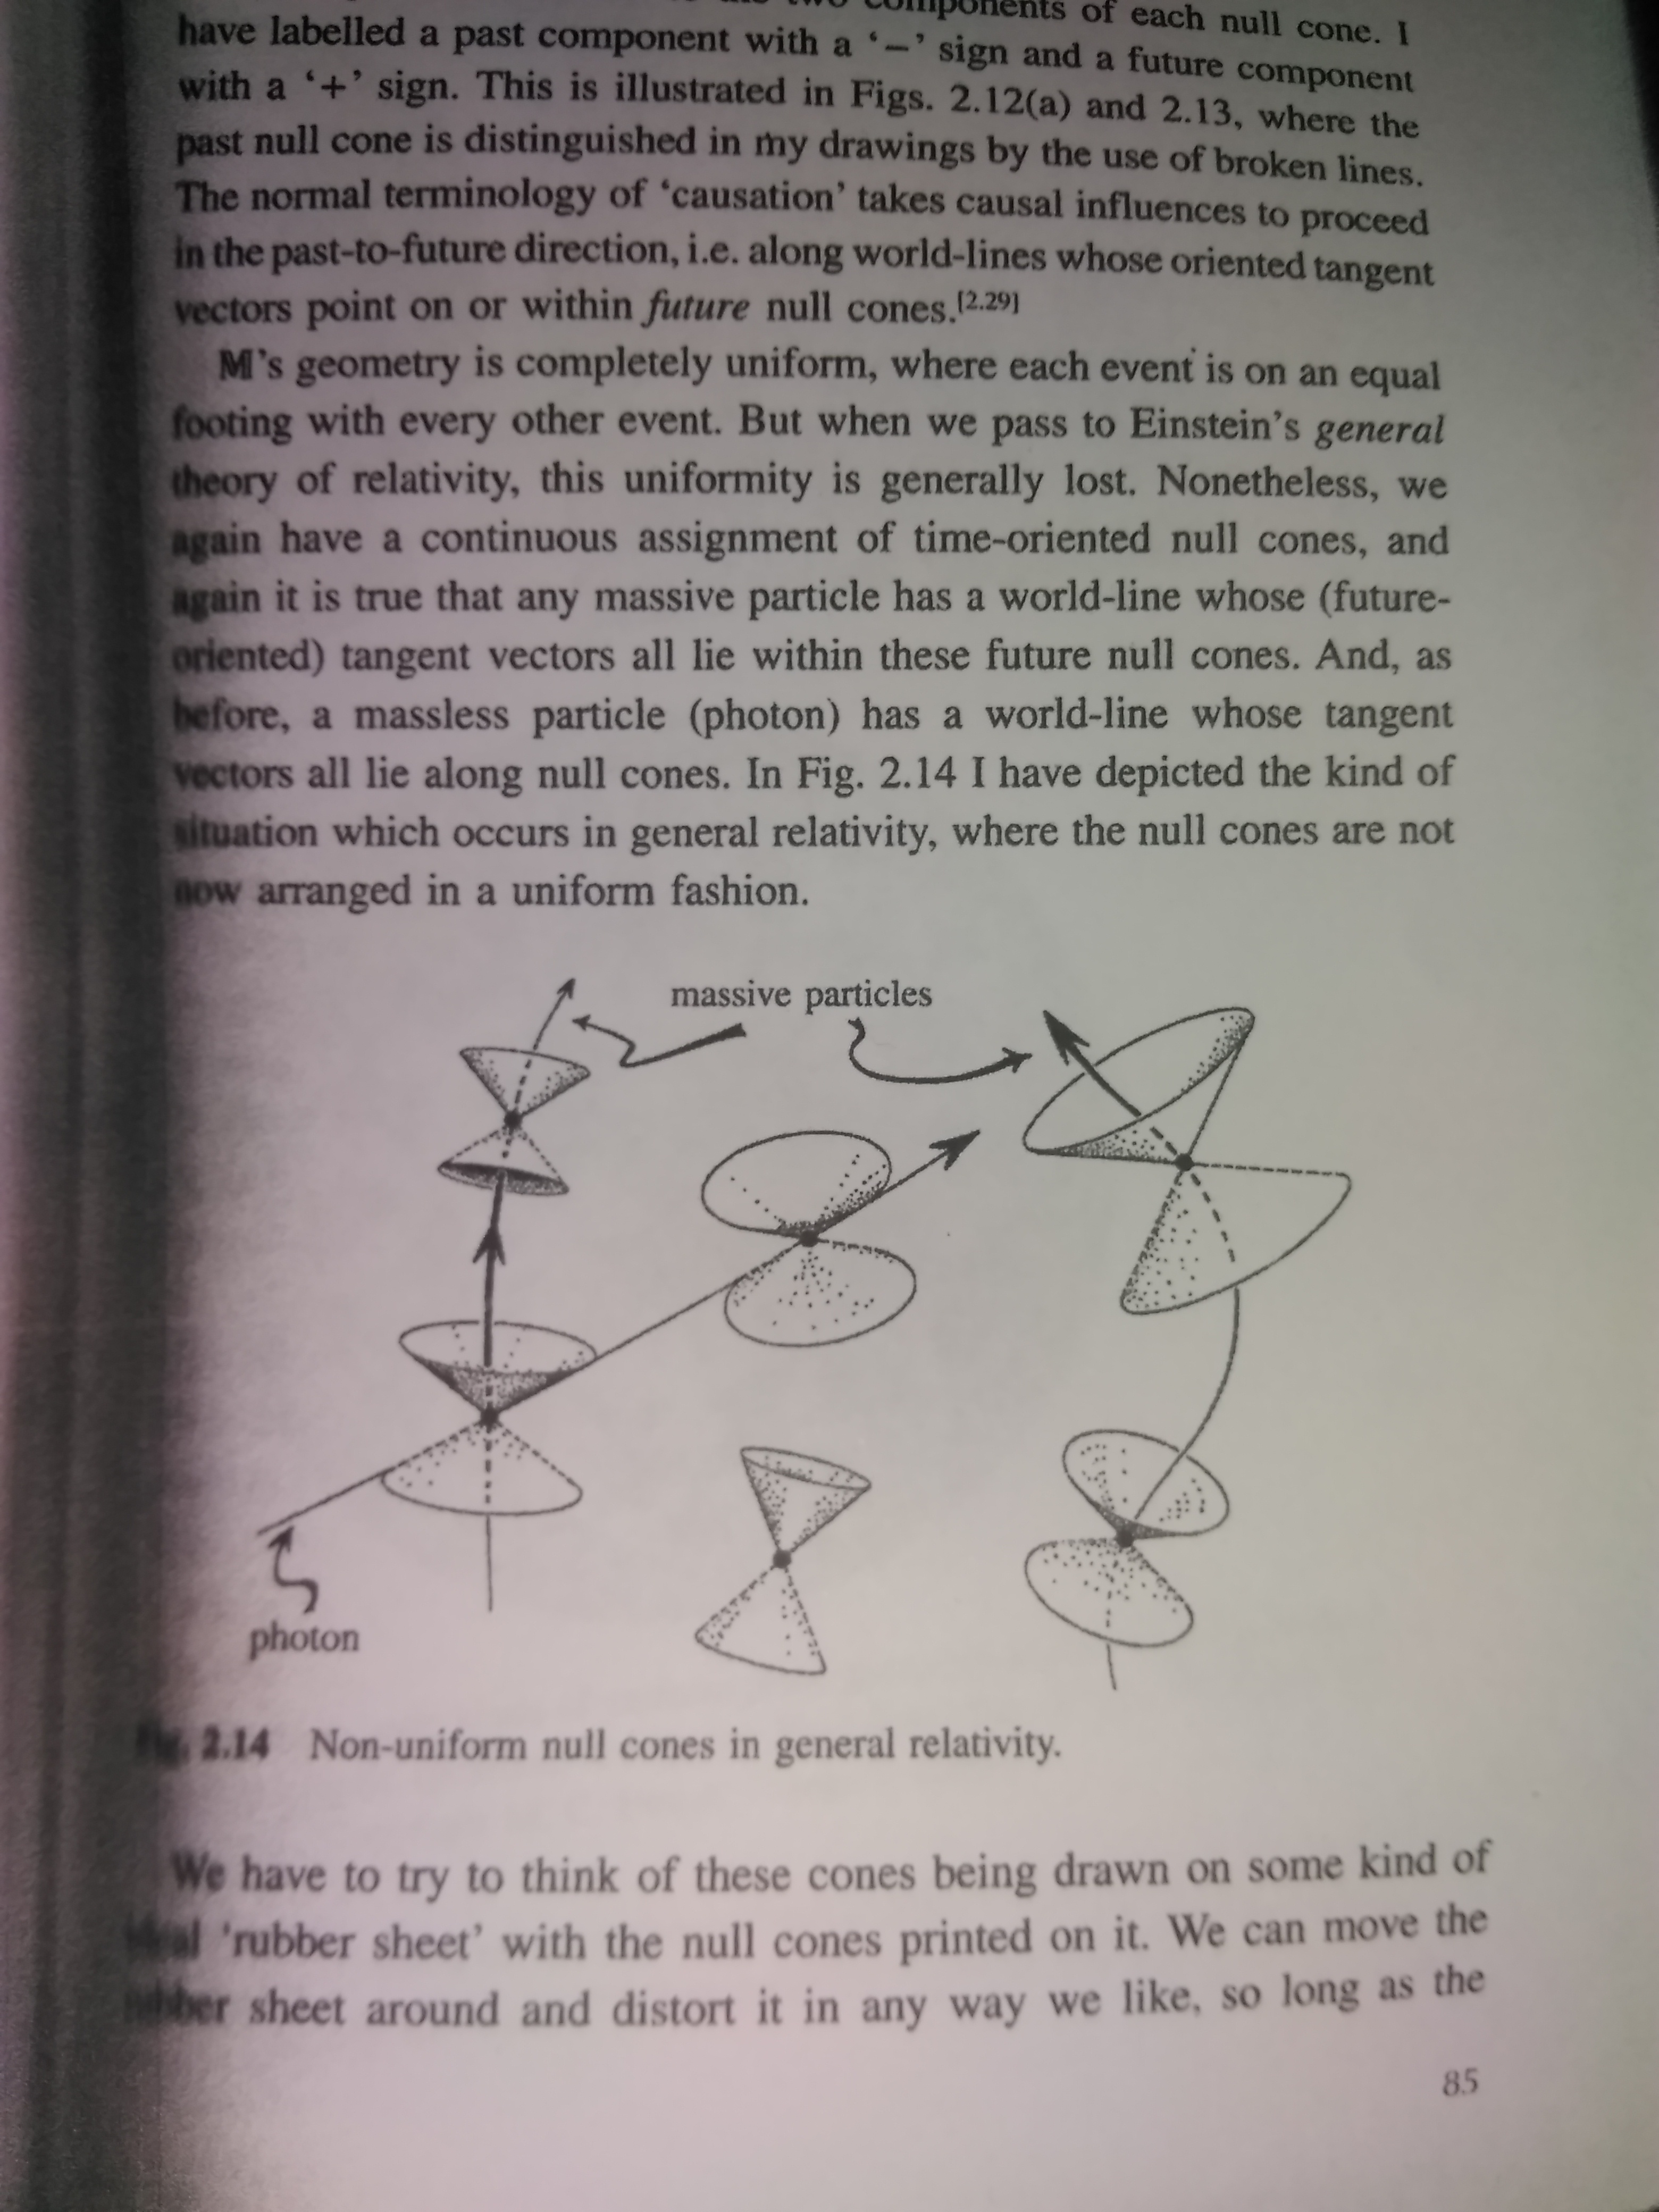 components of each null cone. I
have labelled a past component with a ‘−’ sign and a future component
with a ‘+’ sign. This is illustrated in Figs. 2.12(a) and 2.13, where the
past null cone is distinguished in my drawings by the use of broken lines.
The normal terminology of ‘causation’ takes causal influences to proceed
in the past-to-future direction, i.e. along world-lines whose oriented tangent
vectors point on or within future null cones.[2.29]
M’s geometry is completely uniform, where each event is on an equal
footing with every other event. But when we pass to Einstein’s general
theory of relativity, this uniformity is generally lost. Nonetheless, we
again have a continuous assignment of time-oriented null cones, and
again it is true that any massive particle has a world-line whose (future-
oriented) tangent vectors all lie within these future null cones. And, as
before, a massless particle (photon) has a world-line whose tangent
vectors all lie along null cones. In Fig. 2.14 I have depicted the kind of
situation which occurs in general relativity, where the null cones are not
now arranged in a uniform fashion.
massive particles
photon
2.14 Non-uniform null cones in general relativity.
We have to try to think of these cones being drawn on some kind of
‘rubber sheet’ with the null cones printed on it. We can move the
rubber sheet around and distort it in any way we like, so long as the
85